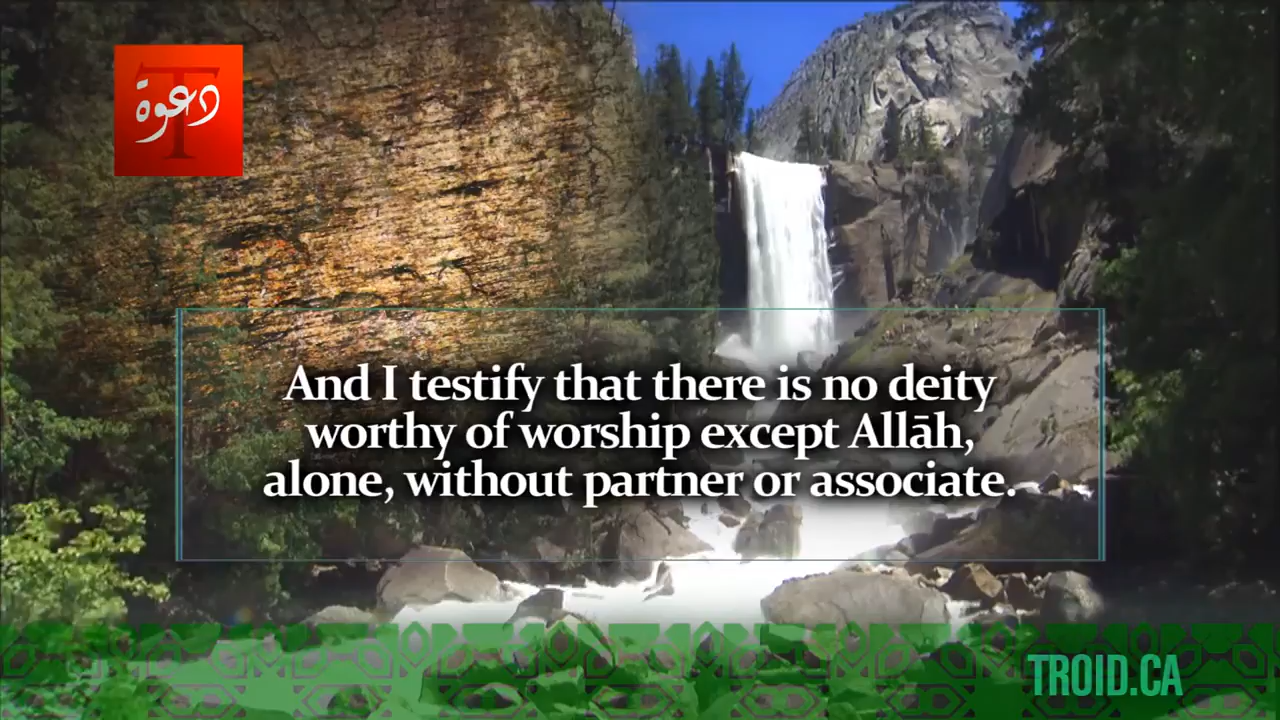 دعوة
T
And I testify that there is no deity
worthy of worship except Allāh,
alone, without partner or associate.
TROID.CA